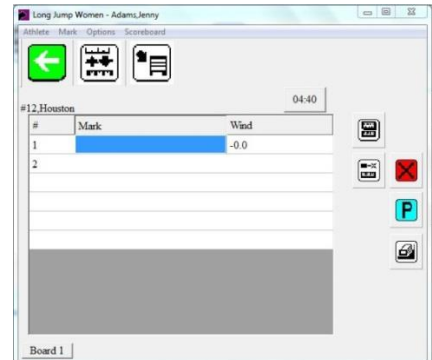 Long Jump Women - Adams,Jenny
Athlete Mark Options Scoreboard
04:40
#12,Houston
# Mark Wind
1 -0.0
2
P
Board 1